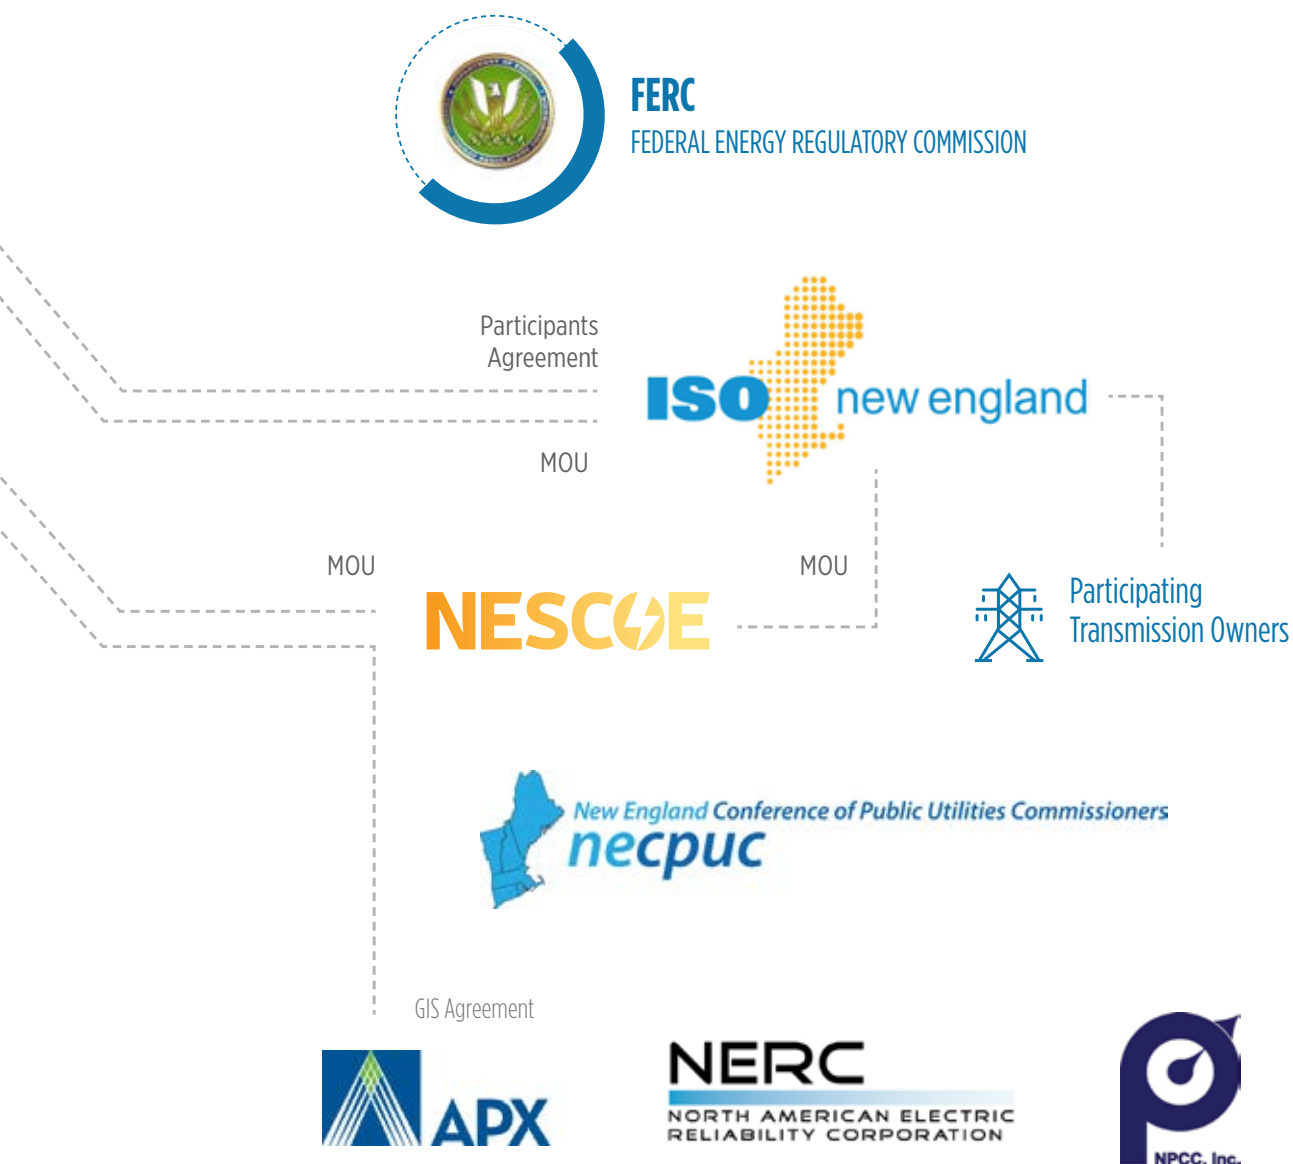 FERC
FEDERAL ENERGY REGULATORY COMMISSION
Participants
Agreement
ISO new england
MOU
MOU
MOU
NESCOE
Participating
Transmission Owners
New England Conference of Public Utilities Commissioners
necpuc
GIS Agreement
APX
NERC
NORTH AMERICAN ELECTRIC
RELIABILITY CORPORATION
NPCC, Inc.